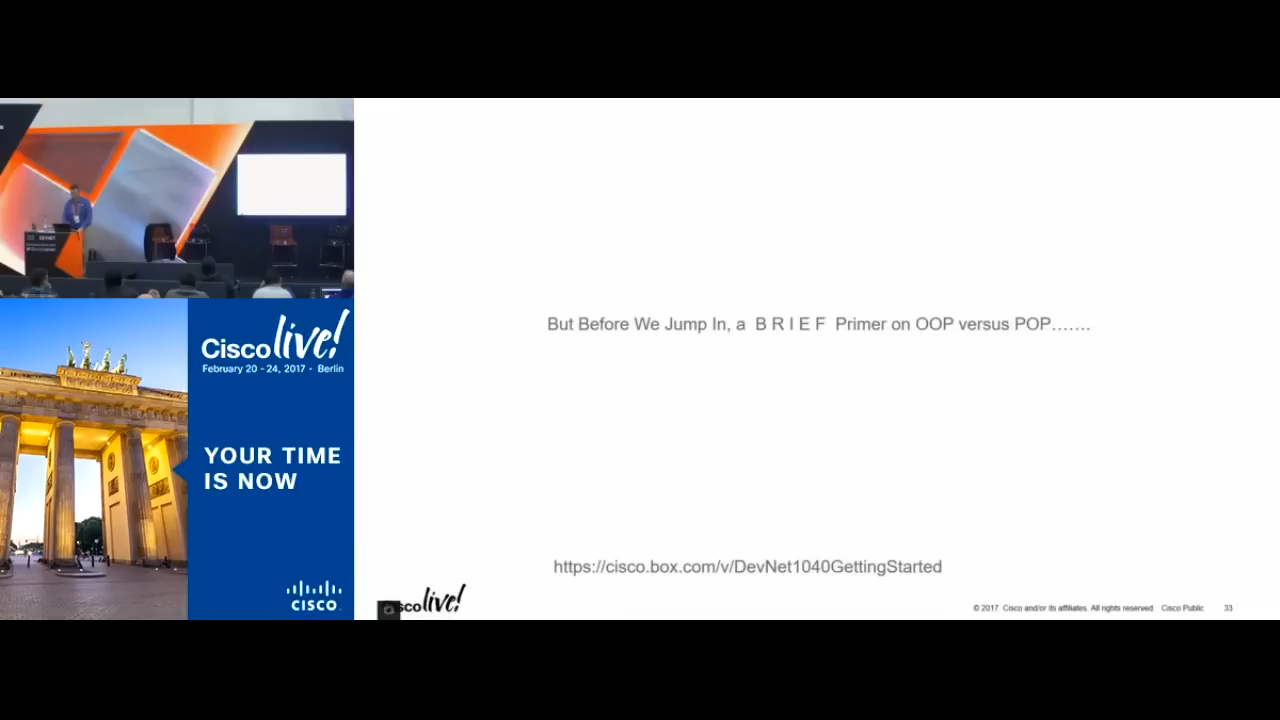 But Before We Jump In, a B R I E F Primer on OOP versus POP.......
https://cisco.box.com/v/DevNet1040GettingStarted
Cisco live!
February 20 - 24, 2017 • Berlin
YOUR TIME
IS NOW
CISCO
live!
© 2017 Cisco and/or its affiliates. All rights reserved. Cisco Public 33